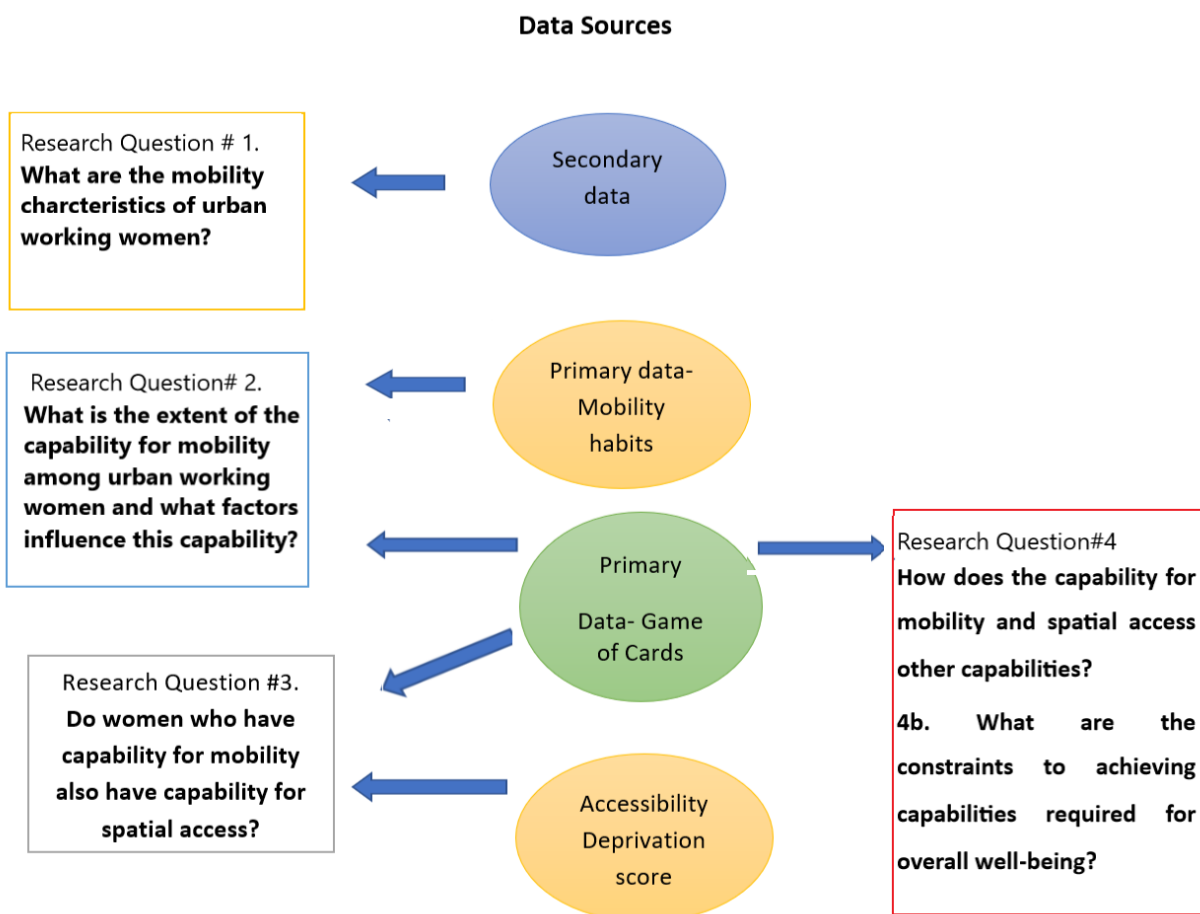 Data Sources
Research Question # 1.
What are the mobility
charcteristics of urban
working women?
Secondary
data
Research Question# 2.
What is the extent of the
capability for mobility
among urban working
women and what factors
influence this capability?
Primary data-
Mobility
habits
Primary
Data- Game
of Cards
Research Question #3.
Do women who have
capability for mobility
also have capability for
spatial access?
Accessibility
Deprivation
score
Research Question#4
How does the capability for
mobility and spatial access
other capabilities?
4b. What are the
constraints to achieving
capabilities required for
overall well-being?